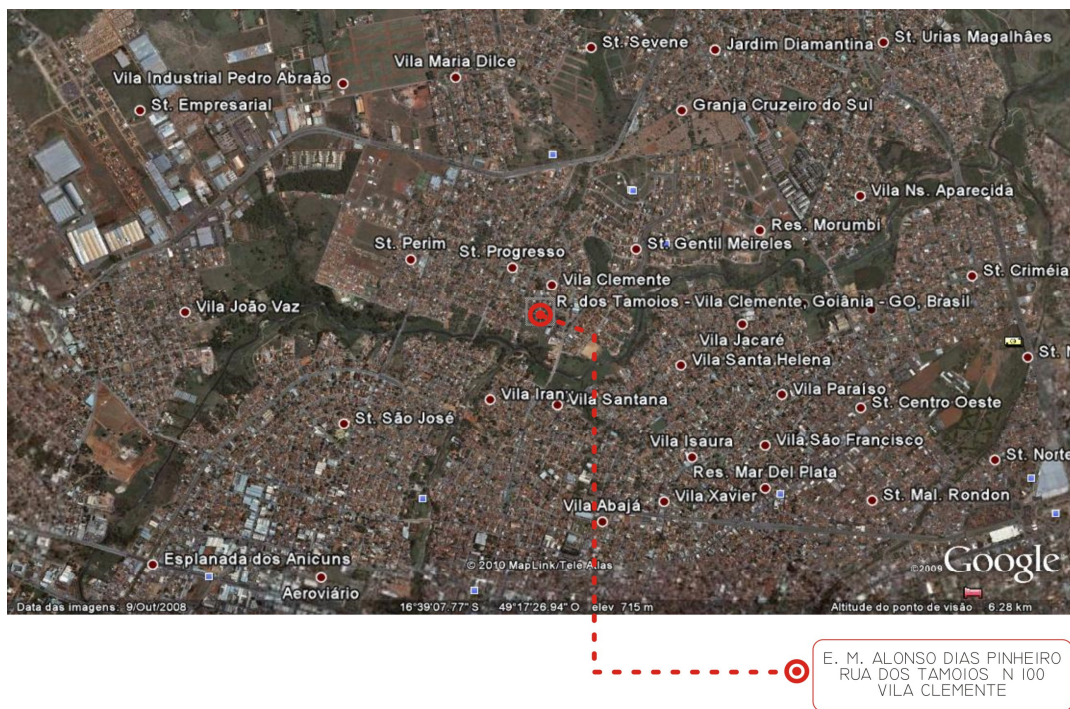 St. Sevene
Jardim Diamantina
St. Urias Magalhães
Vila Maria Dilce
Vila Industrial Pedro Abraão
St. Empresarial
Granja Cruzeiro do Sul
Vila Ns. Aparecida
Res. Morumbi
St. Perim
St. Progresso
St. Gentil Meireles
St. Criméia
Vila Clemente
R. dos Tamoios - Vila Clemente, Goiânia - GO, Brasil
Vila João Vaz
Vila Jacaré
Vila Santa Helena
St.
Vila Paraíso
Vila
Vila Santana
St. Centro Oeste
St. São José
Vila Isaura
Vila São Francisco
St. Norte
Res. Mar Del Plata
Vila Xavier
St. Mal. Rondon
Vila Abajá
Esplanada dos Anicuns
Aeroviário
© 2010 MapLink/Tele Atlas
©2009 Google
Data das imagens: 9/Out/2008
16°39'07.77" S 49°17'26.94" O elev 715 m
Altitude do ponto de visão 6.28 km
E. M. ALONSO DIAS PINHEIRO
RUA DOS TAMOIOS N 100
VILA CLEMENTE